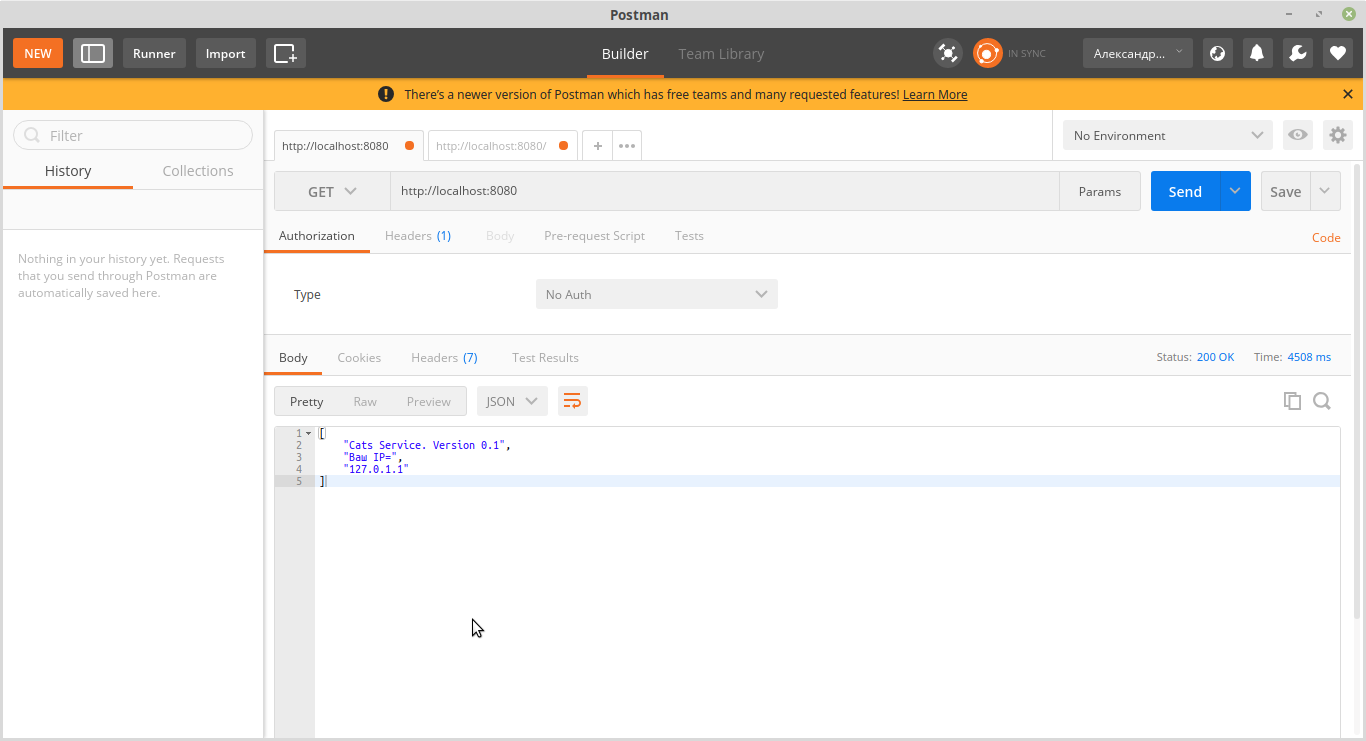 Postman
NEW Runner Import Builder Team Library IN SYNC Александр...
There's a newer version of Postman which has free teams and many requested features! Learn More
Filter
History Collections
Nothing in your history yet. Requests
that you send through Postman are
automatically saved here.
http://localhost:8080 http://localhost:8080/ + ••• No Environment
GET http://localhost:8080 Params Send Save
Authorization Headers (1) Body Pre-request Script Tests Code
Type No Auth
Body Cookies Headers (7) Test Results Status: 200 OK Time: 4508 ms
Pretty Raw Preview JSON
1 [
2 "Cats Service. Version 0.1",
3 "Ваш IP=",
4 "127.0.1.1"
5 ]